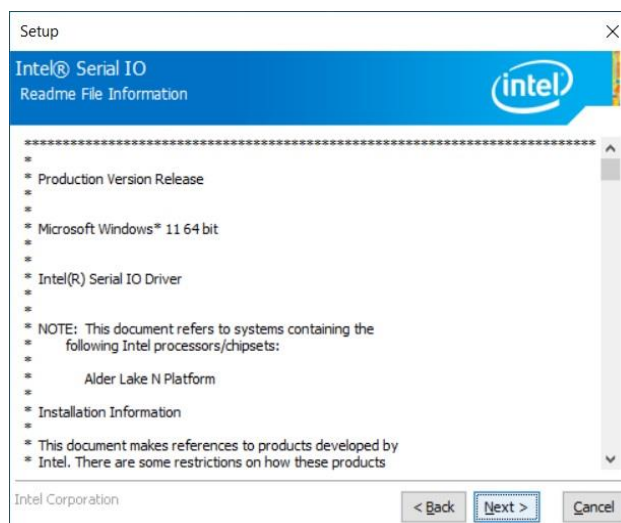 Setup
Intel® Serial IO
Readme File Information
intel
*****************************************************************************
*
* Production Version Release
*
*
* Microsoft Windows* 11 64 bit
*
*
* Intel(R) Serial IO Driver
*
*
* NOTE: This document refers to systems containing the
* following Intel processors/chipsets:
*
* Alder Lake N Platform
*
* Installation Information
*
* This document makes references to products developed by
* Intel. There are some restrictions on how these products
Intel Corporation
< Back
Next >
Cancel